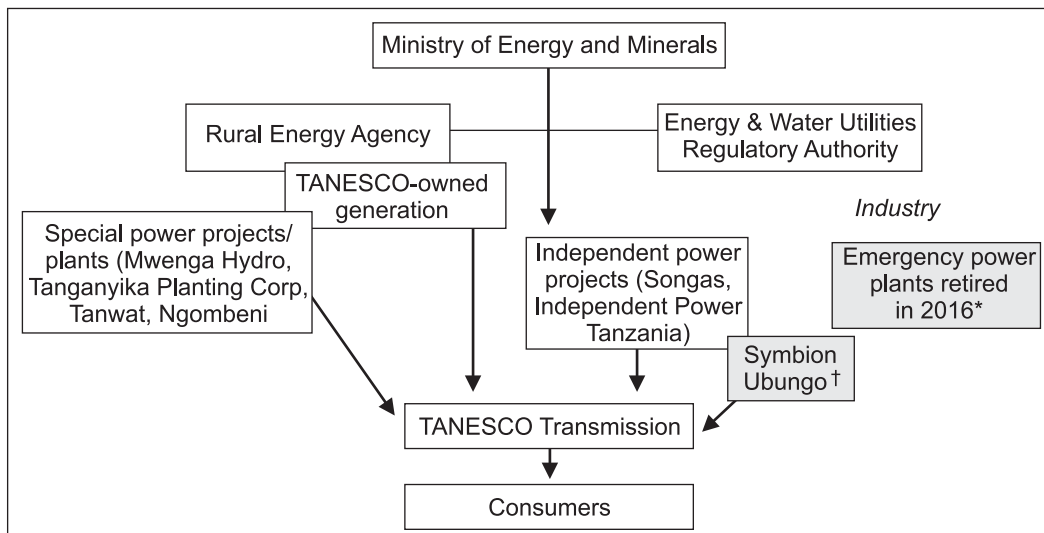 Ministry of Energy and Minerals
Rural Energy Agency
Energy & Water Utilities
Regulatory Authority
TANESCO-owned
generation
Industry
Special power projects/
plants (Mwenga Hydro,
Tanganyika Planting Corp,
Tanwat, Ngombeni
Independent power
projects (Songas,
Independent Power
Tanzania)
Emergency power
plants retired
in 2016*
Symbion
Ubungo†
TANESCO Transmission
Consumers